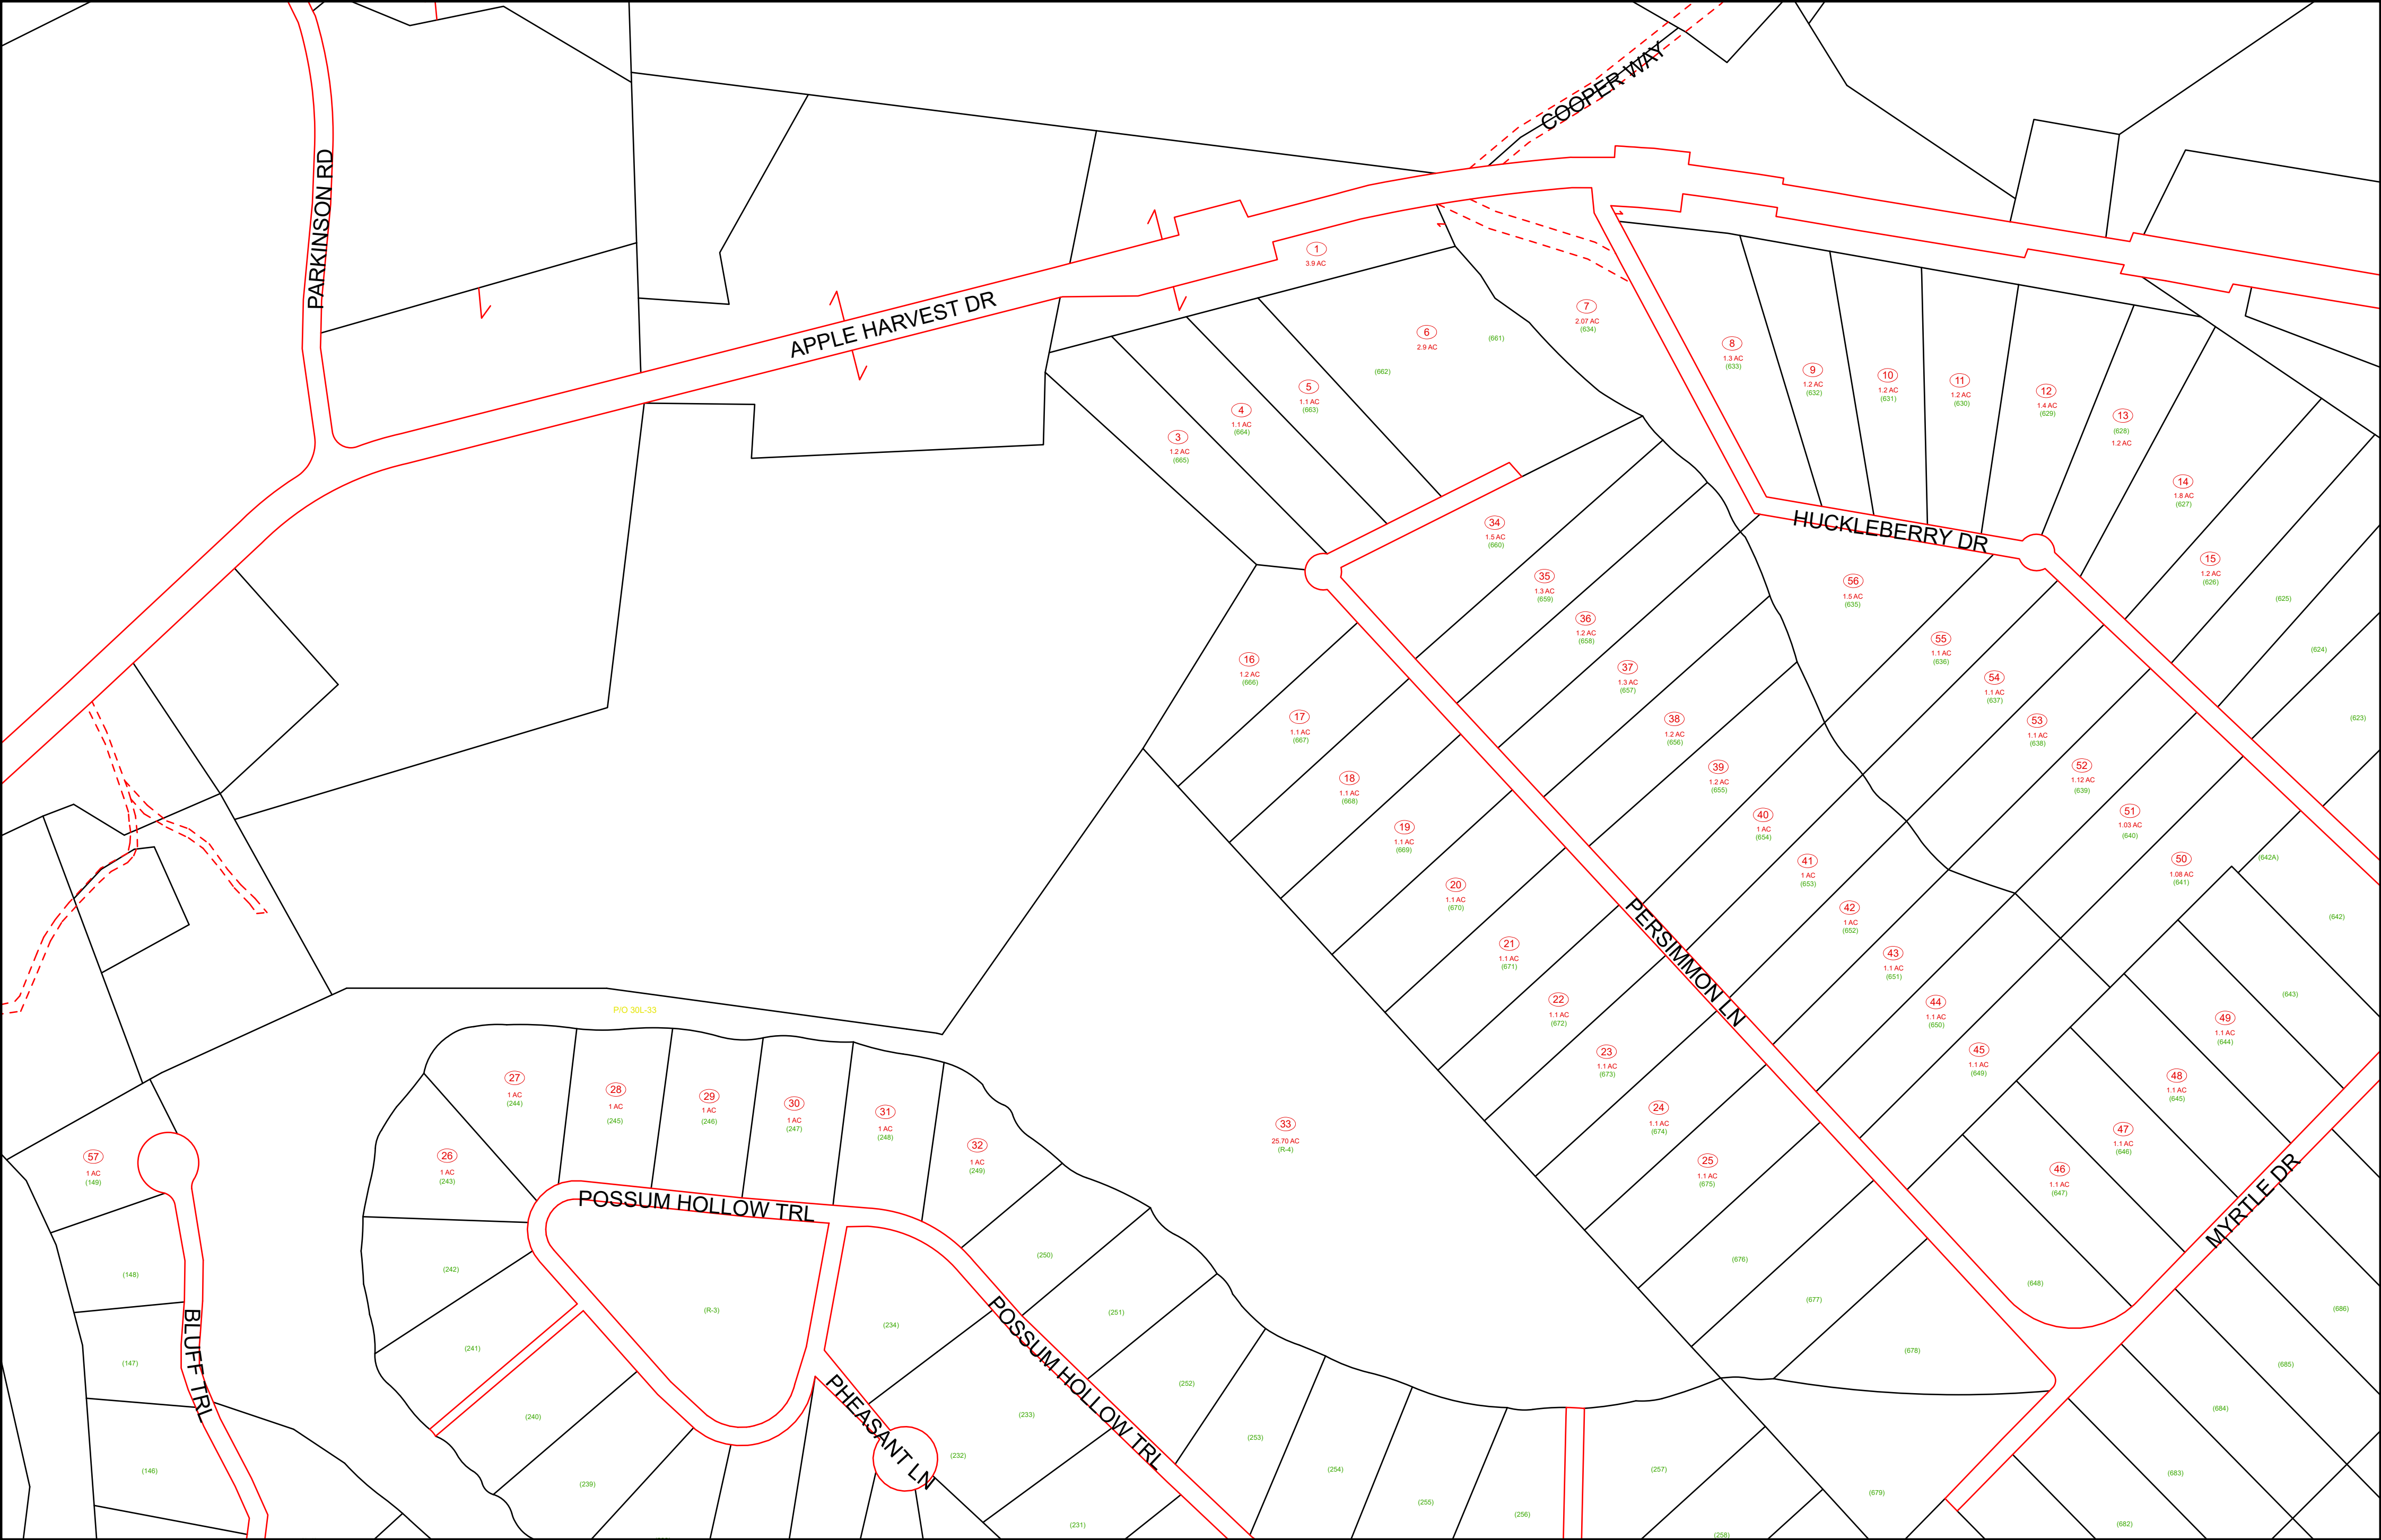 COOPER WAY
PARKINSON RD
APPLE HARVEST DR
1
3.9 AC
6
2.9 AC
(661)
(662)
7
2.07 AC
(634)
8
1.3 AC
(633)
9
1.2 AC
(632)
10
1.2 AC
(631)
11
1.2 AC
(630)
12
1.4 AC
(629)
13
(628)
1.2 AC
5
1.1 AC
(663)
4
1.1 AC
(664)
3
1.2 AC
(665)
14
1.8 AC
(627)
HUCKLEBERRY DR
34
1.5 AC
(660)
15
1.2 AC
(626)
35
1.3 AC
(659)
56
1.5 AC
(635)
(625)
36
1.2 AC
(658)
55
1.1 AC
(636)
(624)
16
1.2 AC
(666)
37
1.3 AC
(657)
54
1.1 AC
(637)
(623)
17
1.1 AC
(667)
38
1.2 AC
(656)
53
1.1 AC
(638)
18
1.1 AC
(668)
39
1.2 AC
(655)
52
1.12 AC
(639)
19
1.1 AC
(669)
40
1 AC
(654)
51
1.03 AC
(640)
20
1.1 AC
(670)
41
1 AC
(653)
50
1.08 AC
(641)
(642A)
21
1.1 AC
(671)
PERSIMMON LN
42
1 AC
(652)
(642)
22
1.1 AC
(672)
43
1.1 AC
(651)
(643)
P/O 30L-33
23
1.1 AC
(673)
44
1.1 AC
(650)
49
1.1 AC
(644)
24
1.1 AC
(674)
45
1.1 AC
(649)
48
1.1 AC
(645)
25
1.1 AC
(675)
47
1.1 AC
(646)
46
1.1 AC
(647)
MYRTLE DR
27
1 AC
(244)
28
1 AC
(245)
29
1 AC
(246)
30
1 AC
(247)
31
1 AC
(248)
32
1 AC
(249)
33
25.70 AC
(R-4)
26
1 AC
(243)
57
1 AC
(149)
POSSUM HOLLOW TRL
(148)
(242)
(250)
(676)
(648)
(677)
(R-3)
(234)
(251)
(686)
BLUFF TRL
(147)
(241)
POSSUM HOLLOW TRL
(678)
(685)
PHEASANT LN
(252)
(240)
(233)
(684)
(253)
(232)
(146)
(239)
(254)
(257)
(683)
(679)
(255)
(256)
(231)
(682)
(258)